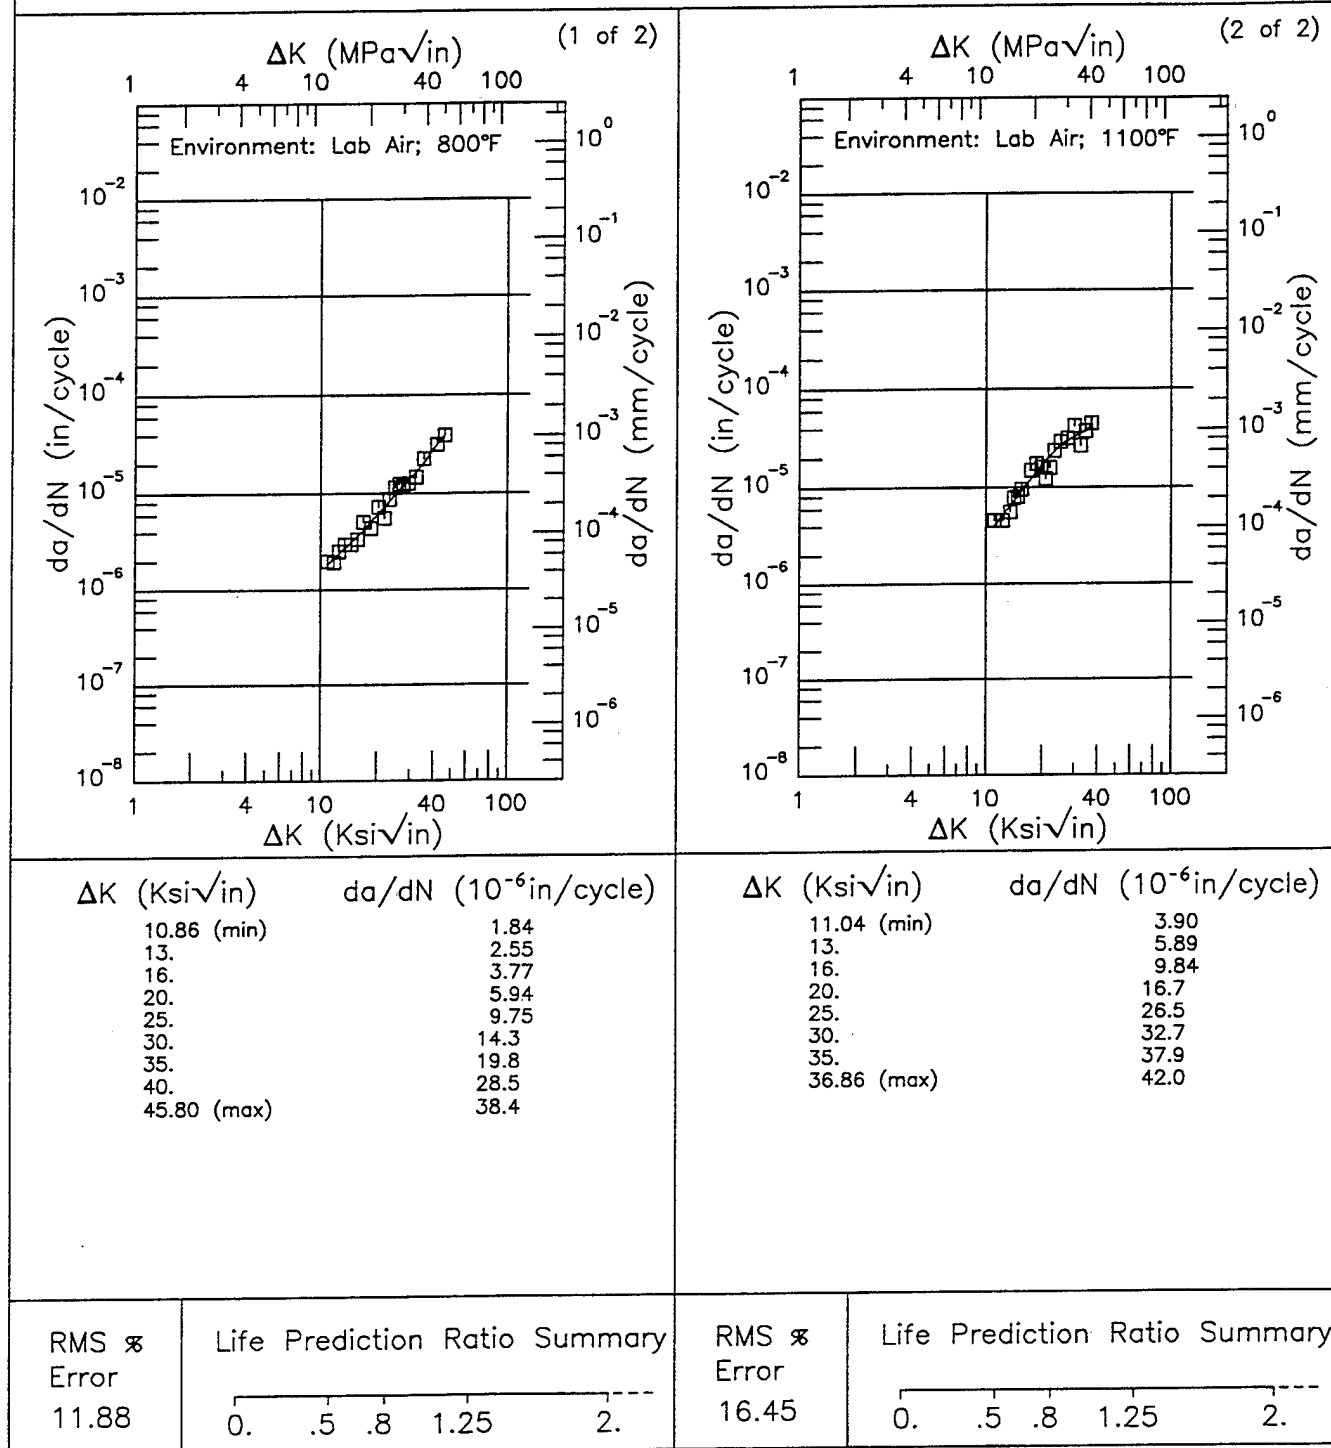 (1 of 2)
ΔK (MPa√in)
1 4 10 40 100
Environment: Lab Air; 800°F
10⁰
10⁻²
10⁻¹
10⁻³
10⁻²
10⁻⁴
10⁻³
10⁻⁵
10⁻⁴
10⁻⁶
10⁻⁵
10⁻⁷
10⁻⁶
10⁻⁸
da/dN (in/cycle)
da/dN (mm/cycle)
1 4 10 40 100
ΔK (Ksi√in)
ΔK (Ksi√in) da/dN (10⁻⁶in/cycle)
10.86 (min) 1.84
13. 2.55
16. 3.77
20. 5.94
25. 9.75
30. 14.3
35. 19.8
40. 28.5
45.80 (max) 38.4
RMS %
Error
11.88
Life Prediction Ratio Summary
0. .5 .8 1.25 2.
(2 of 2)
ΔK (MPa√in)
1 4 10 40 100
Environment: Lab Air; 1100°F
10⁰
10⁻²
10⁻¹
10⁻³
10⁻²
10⁻⁴
10⁻³
10⁻⁵
10⁻⁴
10⁻⁶
10⁻⁵
10⁻⁷
10⁻⁶
10⁻⁸
da/dN (in/cycle)
da/dN (mm/cycle)
1 4 10 40 100
ΔK (Ksi√in)
ΔK (Ksi√in) da/dN (10⁻⁶in/cycle)
11.04 (min) 3.90
13. 5.89
16. 9.84
20. 16.7
25. 26.5
30. 32.7
35. 37.9
36.86 (max) 42.0
RMS %
Error
16.45
Life Prediction Ratio Summary
0. .5 .8 1.25 2.